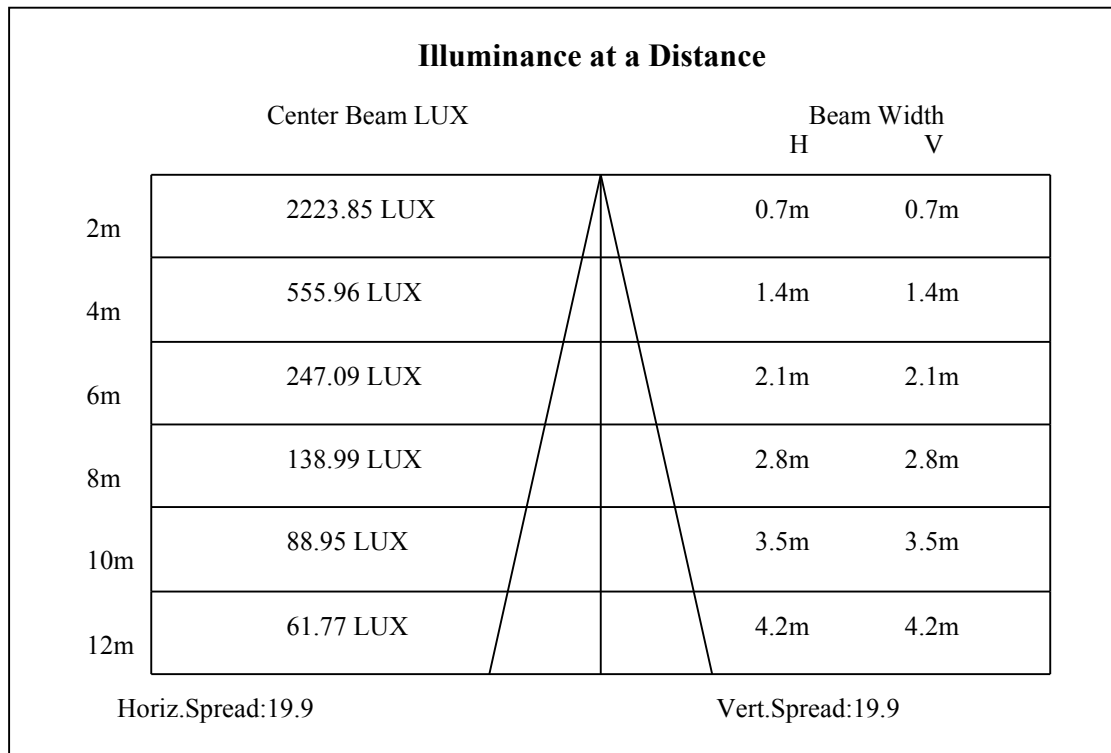 Illuminance at a Distance
Center Beam LUX Beam Width
H V
2m 2223.85 LUX 0.7m 0.7m
4m 555.96 LUX 1.4m 1.4m
6m 247.09 LUX 2.1m 2.1m
8m 138.99 LUX 2.8m 2.8m
10m 88.95 LUX 3.5m 3.5m
12m 61.77 LUX 4.2m 4.2m
Horiz.Spread:19.9 Vert.Spread:19.9